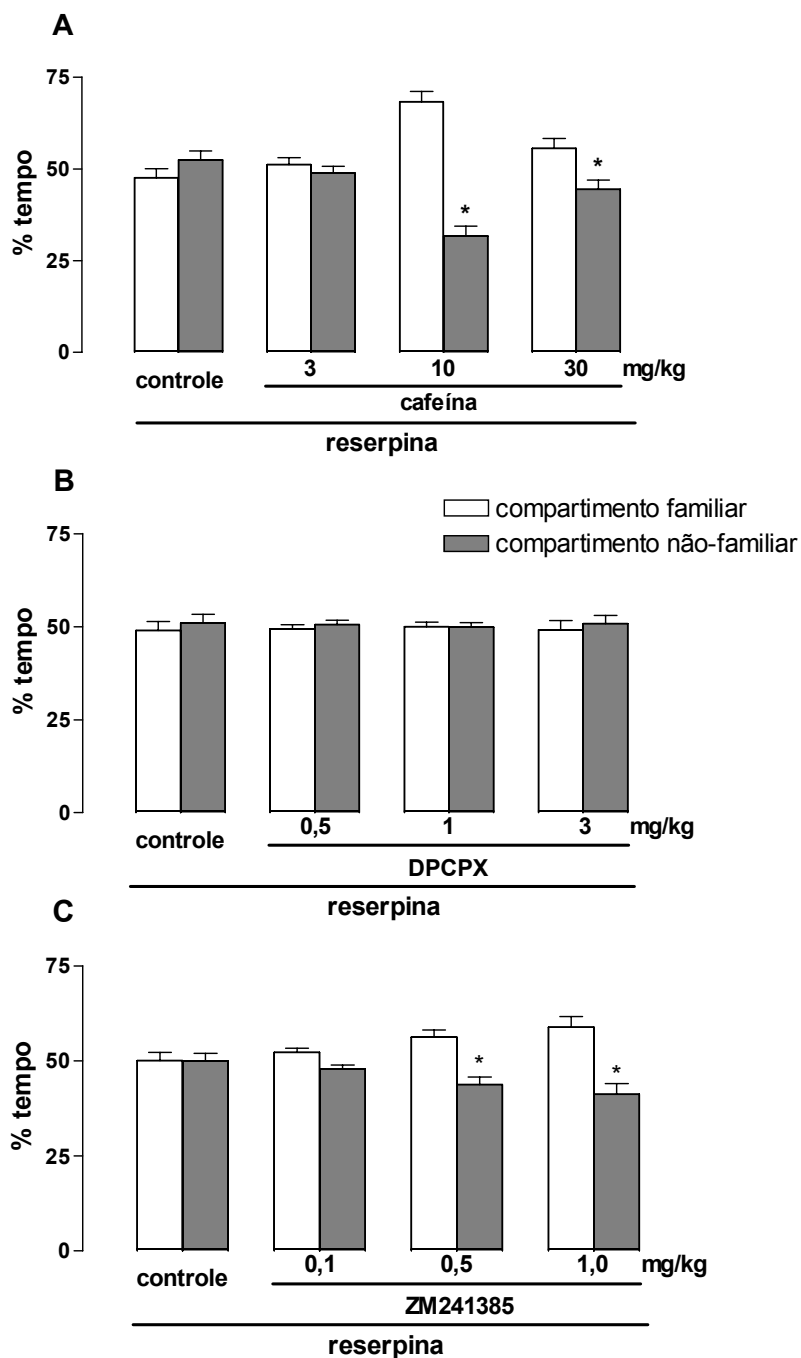 A
% tempo
75
50
25
0
controle
3 10 30 mg/kg
cafeína
reserpina
B
compartimento familiar
compartimento não-familiar
% tempo
75
50
25
0
controle
0,5 1 3 mg/kg
DPCPX
reserpina
C
% tempo
75
50
25
0
controle
0,1 0,5 1,0 mg/kg
ZM241385
reserpina
* * * *